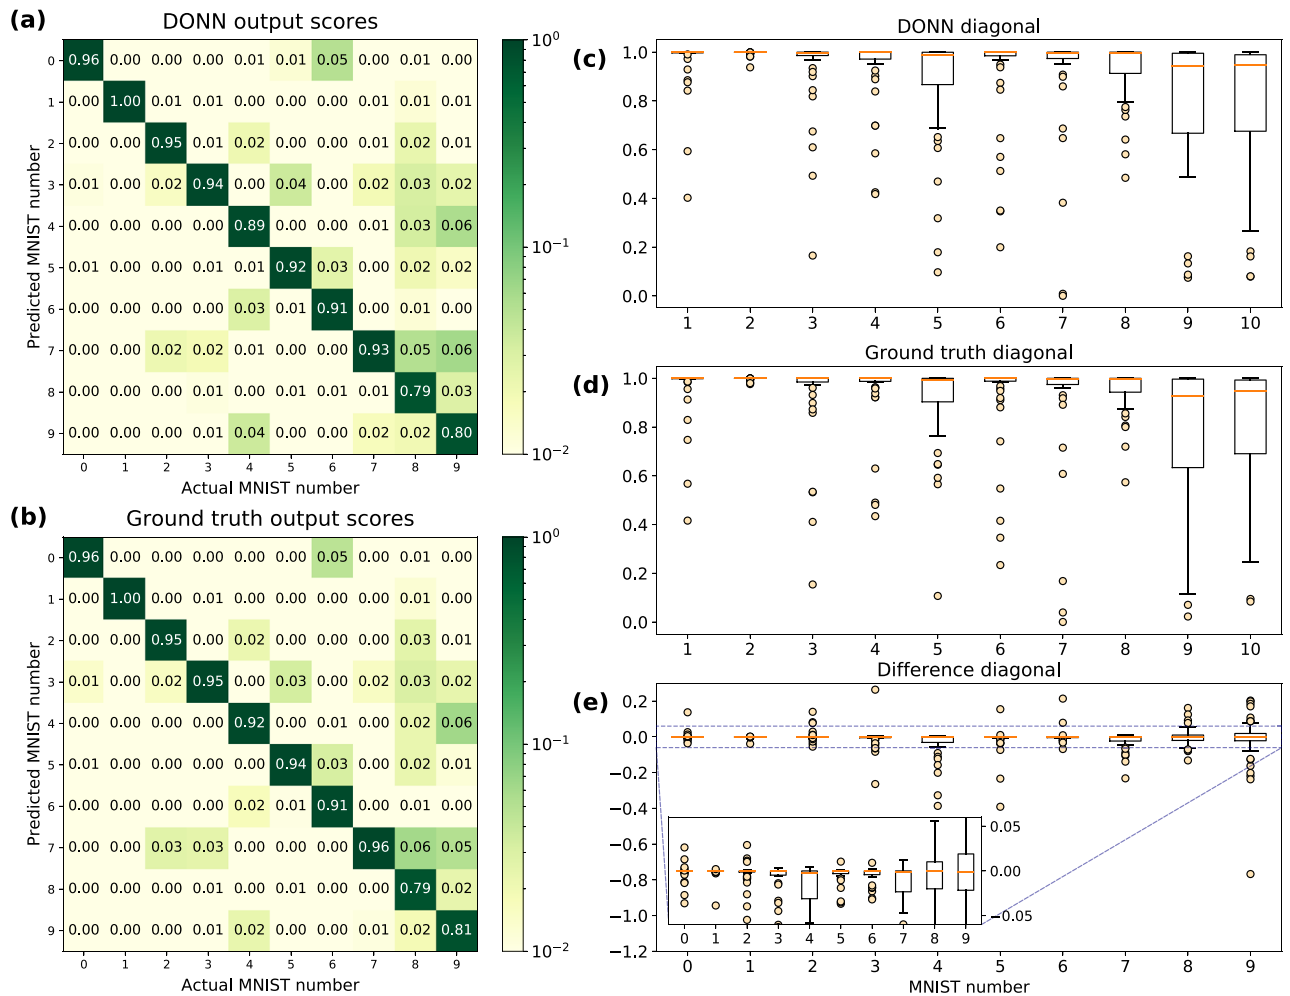 (a)
DONN output scores
Predicted MNIST number
0 0.96 0.00 0.00 0.00 0.01 0.01 0.05 0.00 0.01 0.00
1 0.00 1.00 0.01 0.01 0.00 0.00 0.00 0.01 0.01 0.01
2 0.00 0.00 0.95 0.01 0.02 0.00 0.00 0.00 0.02 0.01
3 0.01 0.00 0.02 0.94 0.00 0.04 0.00 0.02 0.03 0.02
4 0.00 0.00 0.00 0.00 0.89 0.00 0.00 0.00 0.03 0.06
5 0.01 0.00 0.00 0.01 0.01 0.92 0.03 0.00 0.02 0.02
6 0.00 0.00 0.00 0.00 0.03 0.01 0.91 0.00 0.01 0.00
7 0.00 0.00 0.02 0.02 0.01 0.00 0.00 0.93 0.05 0.06
8 0.00 0.00 0.00 0.00 0.00 0.01 0.01 0.01 0.79 0.03
9 0.00 0.00 0.00 0.01 0.04 0.00 0.00 0.02 0.02 0.80
0 1 2 3 4 5 6 7 8 9
Actual MNIST number
10⁰
10⁻¹
10⁻²
(b)
Ground truth output scores
Predicted MNIST number
0 0.96 0.00 0.00 0.00 0.00 0.00 0.05 0.00 0.01 0.00
1 0.00 1.00 0.00 0.01 0.00 0.00 0.00 0.00 0.01 0.00
2 0.00 0.00 0.95 0.00 0.02 0.00 0.00 0.00 0.03 0.01
3 0.01 0.00 0.02 0.95 0.00 0.03 0.00 0.02 0.03 0.02
4 0.00 0.00 0.00 0.00 0.92 0.00 0.01 0.00 0.02 0.06
5 0.01 0.00 0.00 0.00 0.00 0.94 0.03 0.00 0.02 0.01
6 0.00 0.00 0.00 0.00 0.02 0.01 0.91 0.00 0.01 0.00
7 0.00 0.00 0.03 0.03 0.01 0.00 0.00 0.96 0.06 0.05
8 0.00 0.00 0.00 0.00 0.00 0.01 0.00 0.00 0.79 0.02
9 0.00 0.00 0.00 0.01 0.02 0.00 0.00 0.01 0.02 0.81
0 1 2 3 4 5 6 7 8 9
Actual MNIST number
10⁰
10⁻¹
10⁻²
(c)
DONN diagonal
1.0
0.8
0.6
0.4
0.2
0.0
1 2 3 4 5 6 7 8 9 10
(d)
Ground truth diagonal
1.0
0.8
0.6
0.4
0.2
0.0
1 2 3 4 5 6 7 8 9 10
(e)
Difference diagonal
0.2
0.0
−0.2
−0.4
−0.6
−0.8
−1.0
−1.2
0.05
0.00
−0.05
0 1 2 3 4 5 6 7 8 9
0 1 2 3 4 5 6 7 8 9
MNIST number